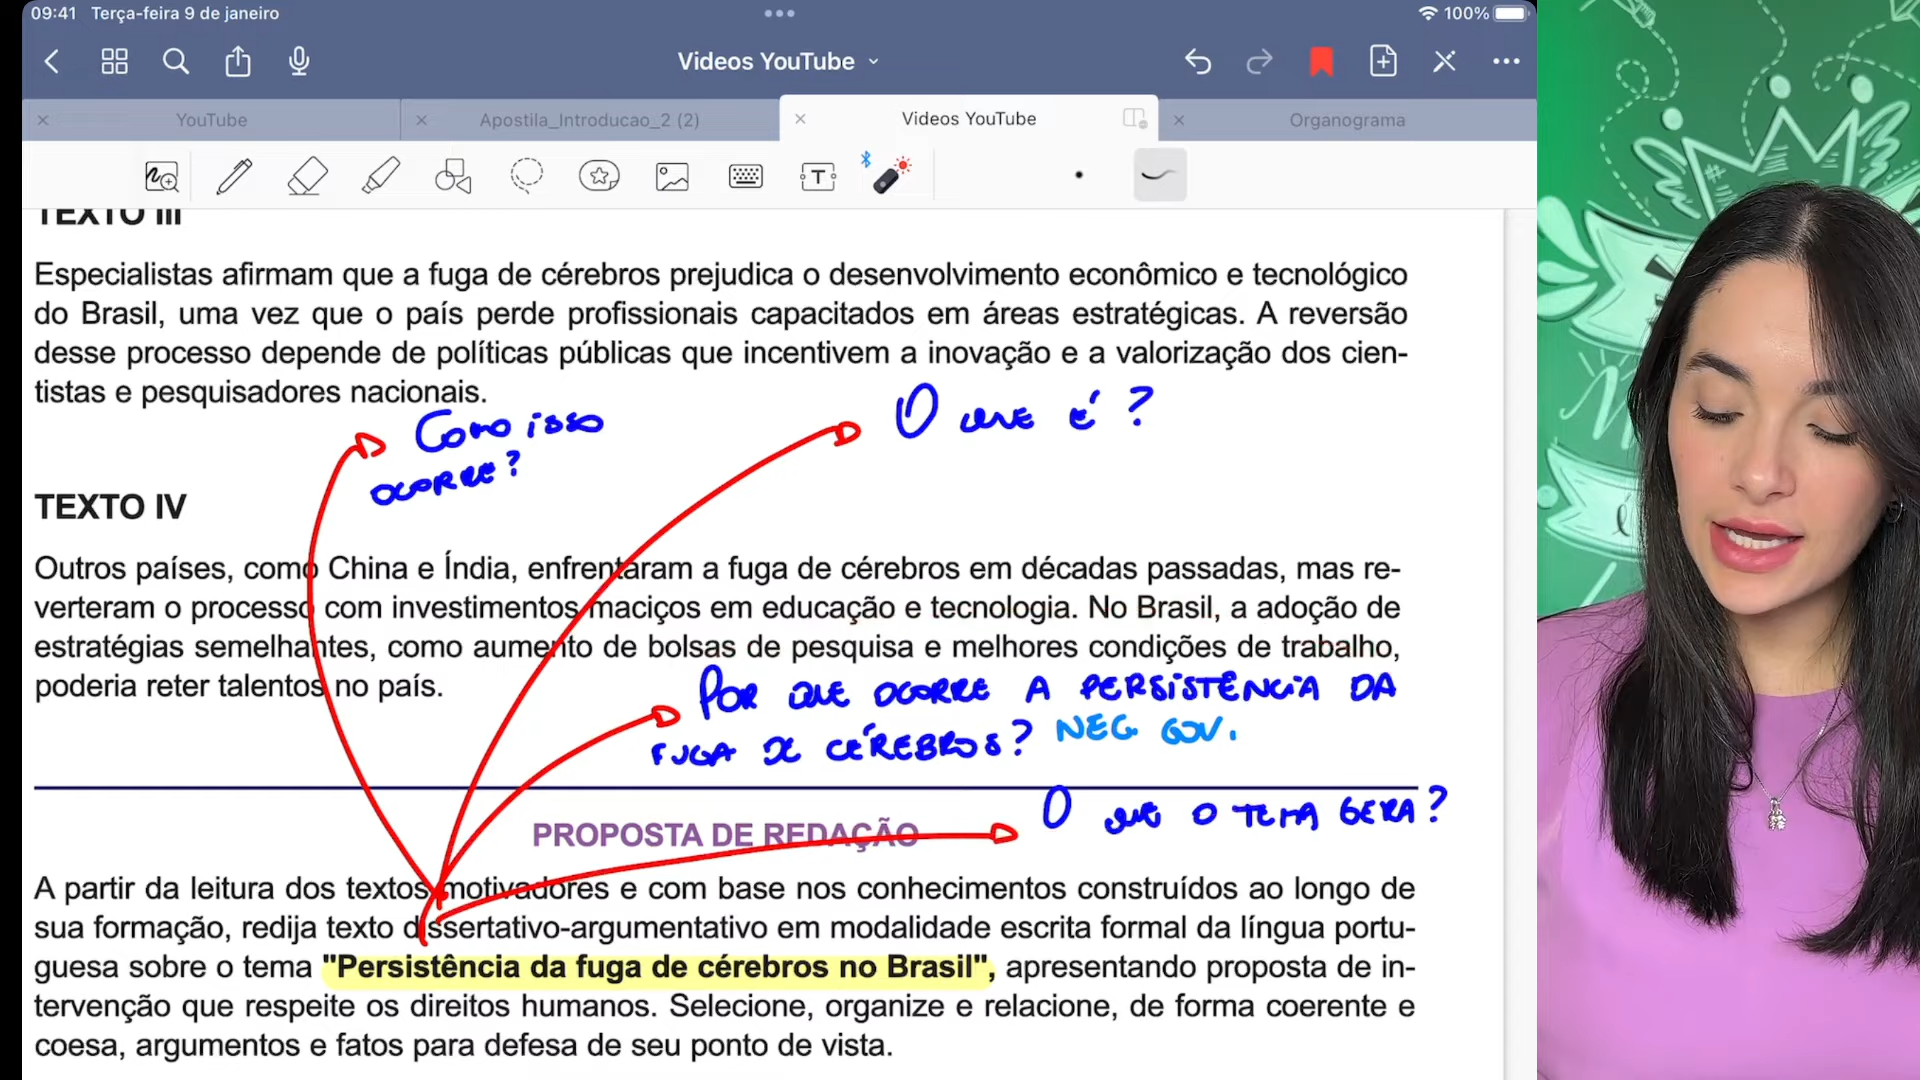 09:41 Terça-feira 9 de janeiro
100%
Videos YouTube
YouTube
Apostila_Introducao_2 (2)
Videos YouTube
Organograma
TEXTO III
Especialistas afirmam que a fuga de cérebros prejudica o desenvolvimento econômico e tecnológico
do Brasil, uma vez que o país perde profissionais capacitados em áreas estratégicas. A reversão
desse processo depende de políticas públicas que incentivem a inovação e a valorização dos cien-
tistas e pesquisadores nacionais.
Como isso
ocorre?
O que é?
TEXTO IV
Outros países, como China e Índia, enfrentaram a fuga de cérebros em décadas passadas, mas re-
verteram o processo com investimentos maciços em educação e tecnologia. No Brasil, a adoção de
estratégias semelhantes, como aumento de bolsas de pesquisa e melhores condições de trabalho,
poderia reter talentos no país.
POR QUE OCORRE A PERSISTÊNCIA DA
FUGA DE CÉREBROS? NEG. GOV.
O QUE O TEMA GERA?
PROPOSTA DE REDAÇÃO
A partir da leitura dos textos motivadores e com base nos conhecimentos construídos ao longo de
sua formação, redija texto dissertativo-argumentativo em modalidade escrita formal da língua portu-
guesa sobre o tema "Persistência da fuga de cérebros no Brasil", apresentando proposta de in-
tervenção que respeite os direitos humanos. Selecione, organize e relacione, de forma coerente e
coesa, argumentos e fatos para defesa de seu ponto de vista.